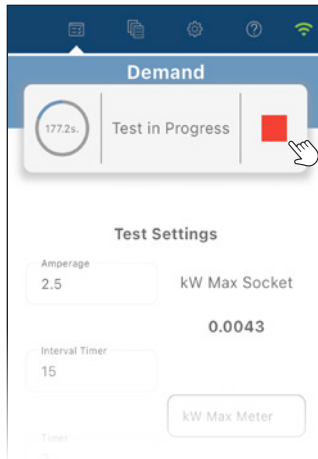 Demand
177.2s.
Test in Progress
Test Settings
Amperage
2.5
kW Max Socket
0.0043
Interval Timer
15
kW Max Meter
Timer